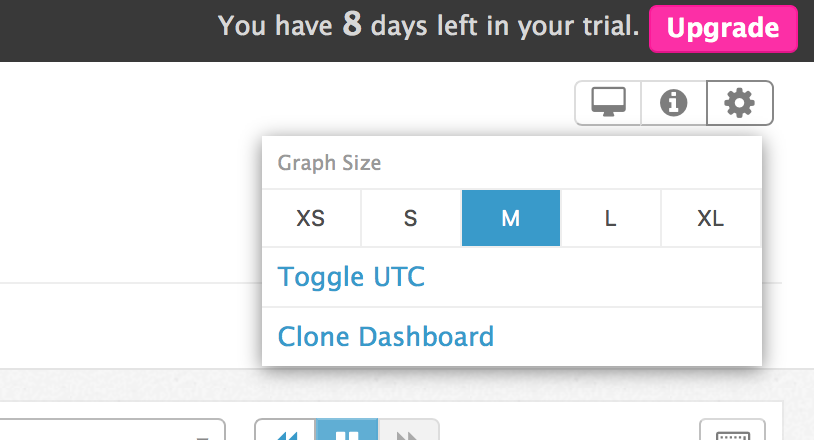 You have 8 days left in your trial. Upgrade
Graph Size
XS S M L XL
Toggle UTC
Clone Dashboard